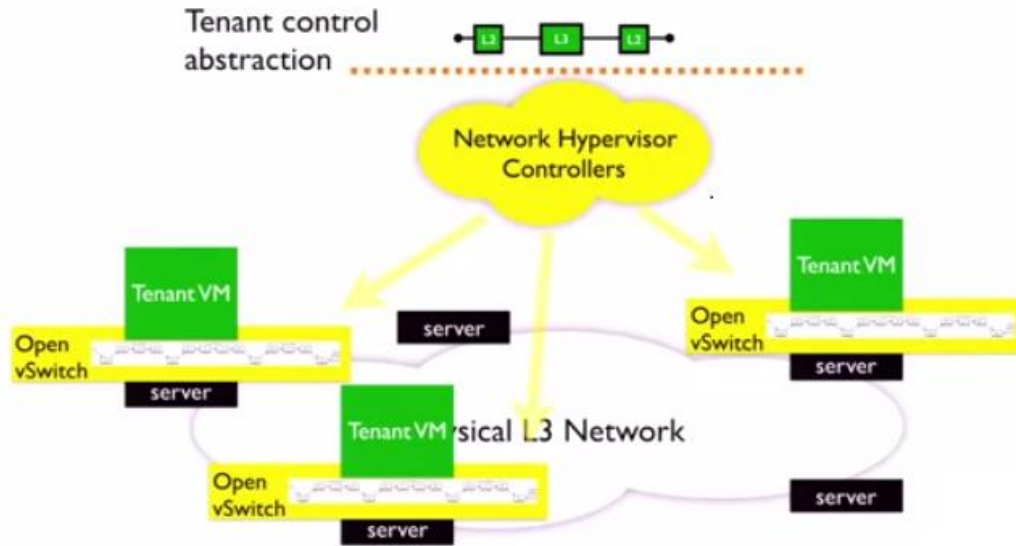 Tenant control
abstraction
L2
L3
L2
Network Hypervisor
Controllers
Tenant VM
Tenant VM
Open
vSwitch
server
server
Open
vSwitch
server
Tenant VM
ysical L3 Network
Open
vSwitch
server
server